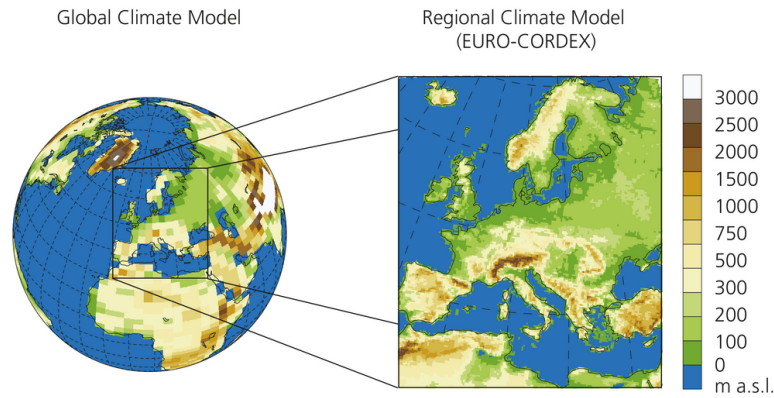 Global Climate Model
Regional Climate Model
(EURO-CORDEX)
3000
2500
2000
1500
1000
750
500
300
200
100
0
m a.s.l.